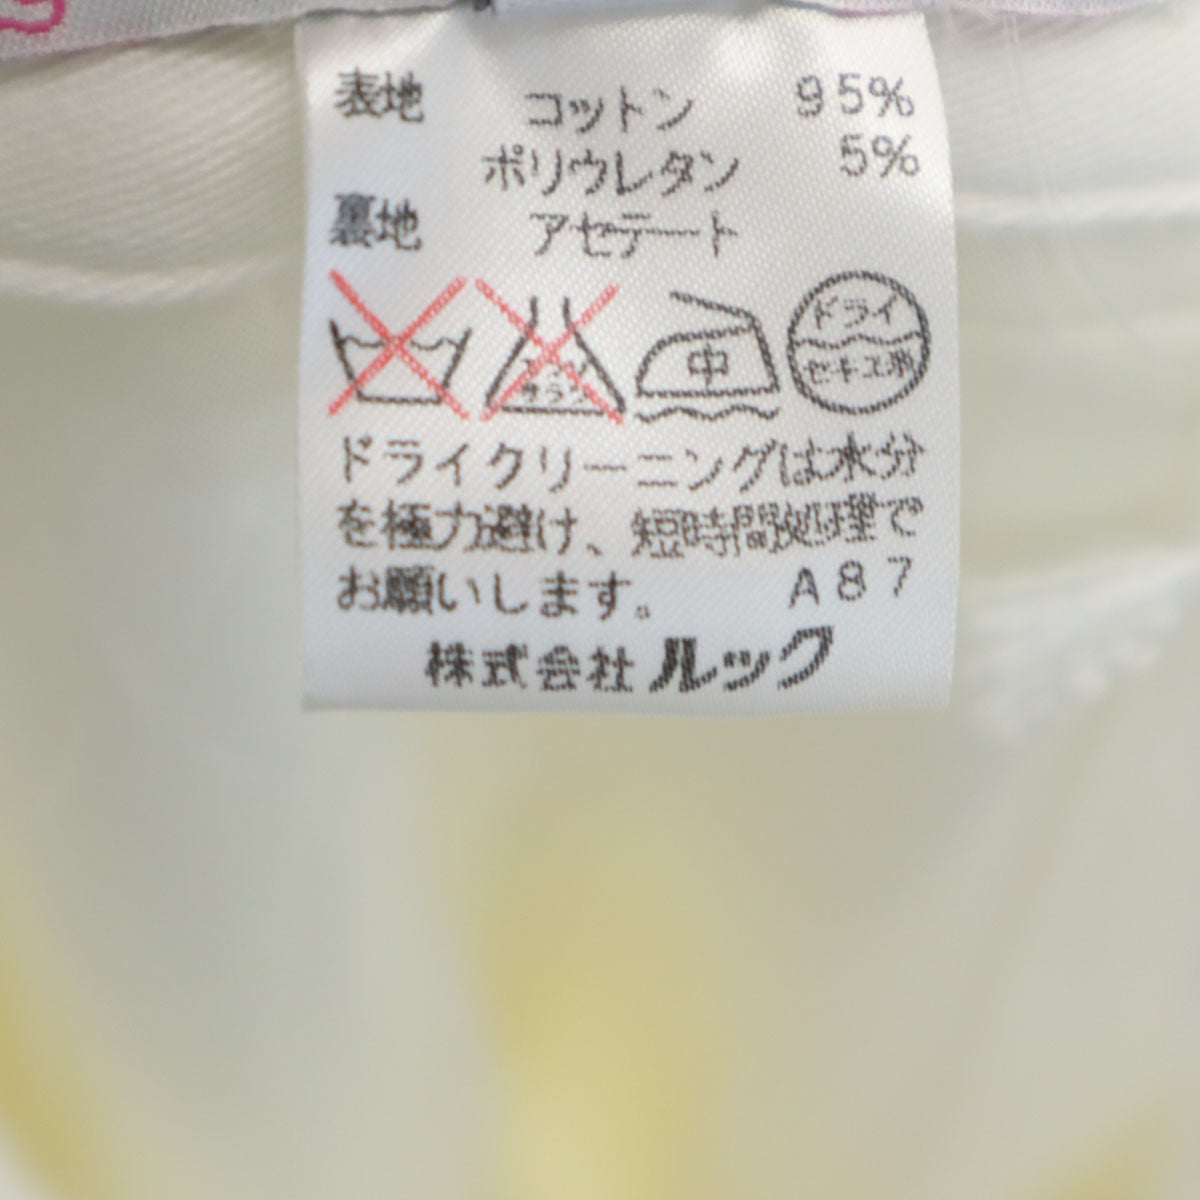 表地 コットン 95%
ポリウレタン 5%
裏地 アセテート
中
ドライ
セキユ系
ドライクリーニングは水分
を極力避け、短時間処理で
お願いします。 A87
株式会社ルック